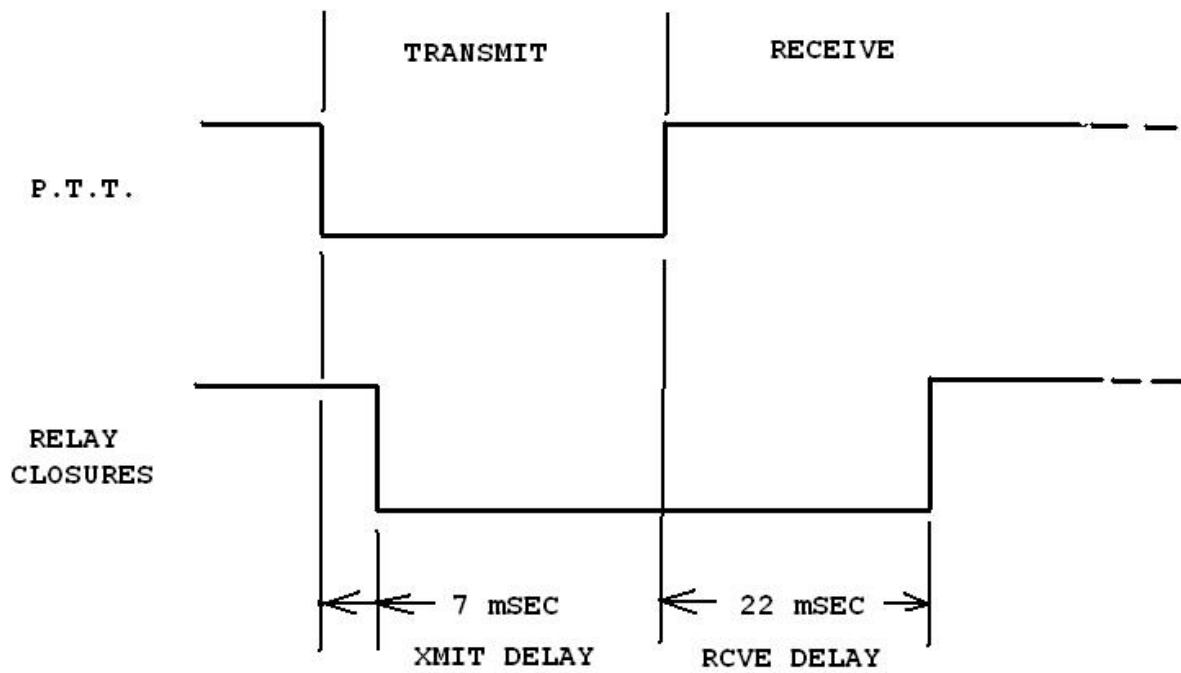 TRANSMIT
RECEIVE
P.T.T.
RELAY
CLOSURES
7 mSEC
22 mSEC
XMIT DELAY
RCVE DELAY